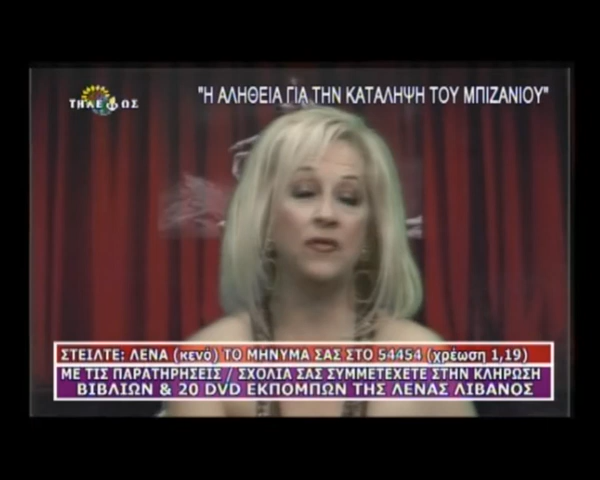 ΤΗΛΕΦΩΣ
"Η ΑΛΗΘΕΙΑ ΓΙΑ ΤΗΝ ΚΑΤΑΛΗΨΗ ΤΟΥ ΜΠΙΖΑΝΙΟΥ"
ΣΤΕΙΛΤΕ: ΛΕΝΑ (κενό) ΤΟ ΜΗΝΥΜΑ ΣΑΣ ΣΤΟ 54454 (χρέωση 1,19)
ΜΕ ΤΙΣ ΠΑΡΑΤΗΡΗΣΕΙΣ / ΣΧΟΛΙΑ ΣΑΣ ΣΥΜΜΕΤΕΧΕΤΕ ΣΤΗΝ ΚΛΗΡΩΣΗ
ΒΙΒΛΙΩΝ & 20 DVD ΕΚΠΟΜΠΩΝ ΤΗΣ ΛΕΝΑΣ ΛΙΒΑΝΟΣ